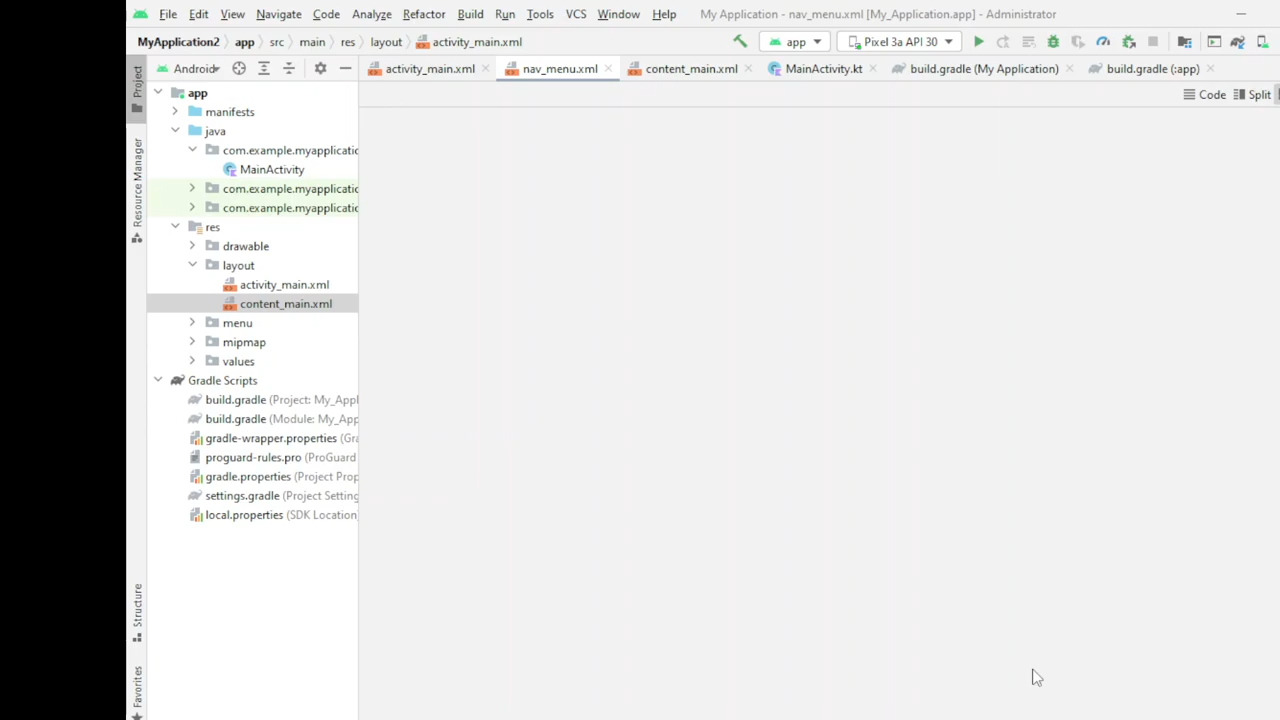 File Edit View Navigate Code Analyze Refactor Build Run Tools VCS Window Help My Application - nav_menu.xml [My_Application.app] - Administrator
MyApplication2 app src main res layout activity_main.xml app Pixel 3a API 30
Project
Android
activity_main.xml nav_menu.xml content_main.xml MainActivity.kt build.gradle (My Application) build.gradle (:app)
Code Split
app
manifests
java
com.example.myapplicatio
MainActivity
com.example.myapplicatio
com.example.myapplicatio
Resource Manager
res
drawable
layout
activity_main.xml
content_main.xml
menu
mipmap
values
Gradle Scripts
build.gradle (Project: My_Appl
build.gradle (Module: My_App
gradle-wrapper.properties (Gra
proguard-rules.pro (ProGuard
gradle.properties (Project Prop
settings.gradle (Project Setting
local.properties (SDK Location)
Structure
Favorites